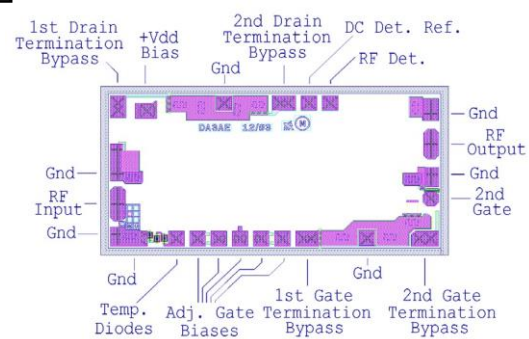 1st Drain
Termination
Bypass
+Vdd
Bias
Gnd
2nd Drain
Termination
Bypass
DC Det. Ref.
RF Det.
DASAE 12/08 M
Gnd
RF
Output
Gnd
2nd
Gate
Gnd
RF
Input
Gnd
Gnd
Temp.
Diodes
Adj. Gate
Biases
1st Gate
Termination
Bypass
Gnd
2nd Gate
Termination
Bypass